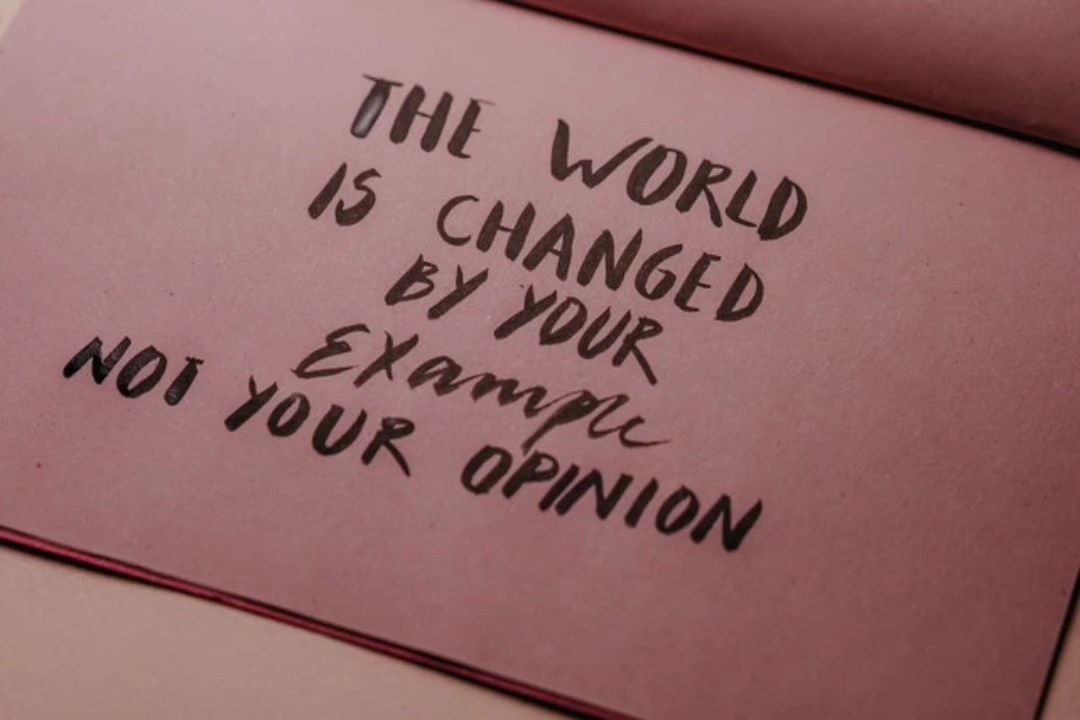 THE WORLD
IS CHANGED
BY YOUR
Example
NOT YOUR OPINION